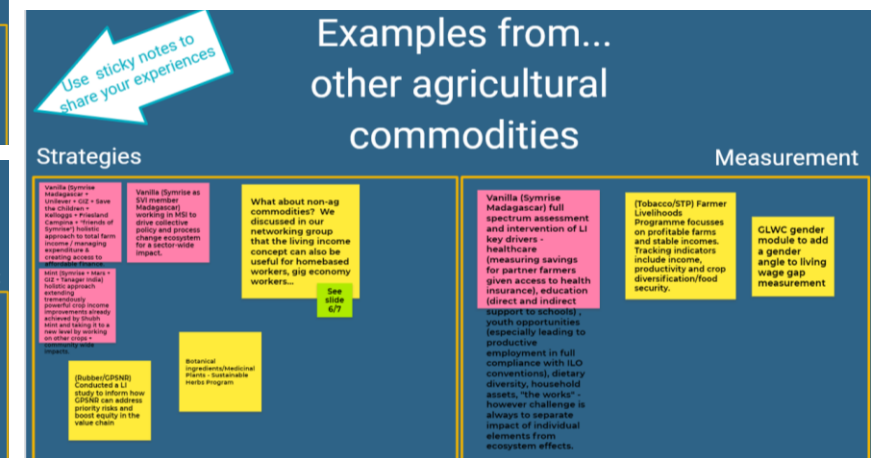 Use sticky notes to
share your experiences
Examples from...
other agricultural
commodities
Strategies
Measurement
Vanilla (Symrise
Madagascar +
Unilever + GIZ + Save
the Children +
Kelloggs + Friesland
Campina + "friends of
Symrise") holistic
approach to total farm
income / managing
expenditure &
creating access to
affordable finance.
Vanilla (Symrise as
SVI member
Madagascar)
working in MSI to
drive collective
policy and process
change ecosystem
for a sector-wide
impact.
What about non-ag
commodities? We
discussed in our
networking group
that the living income
concept can also be
useful for homebased
workers, gig economy
workers...
See
slide
6/7
Mint (Symrise + Mars +
GIZ + Tanager India)
holistic approach
extending
tremendously
powerful crop income
improvements already
achieved by Shubh
Mint and taking it to a
new level by working
on other crops +
community wide
impacts.
(Rubber/GPSNR)
Conducted a LI
study to inform how
GPSNR can address
priority risks and
boost equity in the
value chain
Botanical
Ingredients/Medicinal
Plants - Sustainable
Herbs Program
Vanilla (Symrise
Madagascar) full
spectrum assessment
and intervention of LI
key drivers -
healthcare
(measuring savings
for partner farmers
given access to health
insurance), education
(direct and indirect
support to schools) ,
youth opportunities
(especially leading to
productive
employment in full
compliance with ILO
conventions), dietary
diversity, household
assets, "the works" -
however challenge is
always to separate
impact of individual
elements from
ecosystem effects.
(Tobacco/STP) Farmer
Livelihoods
Programme focusses
on profitable farms
and stable incomes.
Tracking indicators
include income,
productivity and crop
diversification/food
security.
GLWC gender
module to add a
gender
angle to living
wage gap
measurement